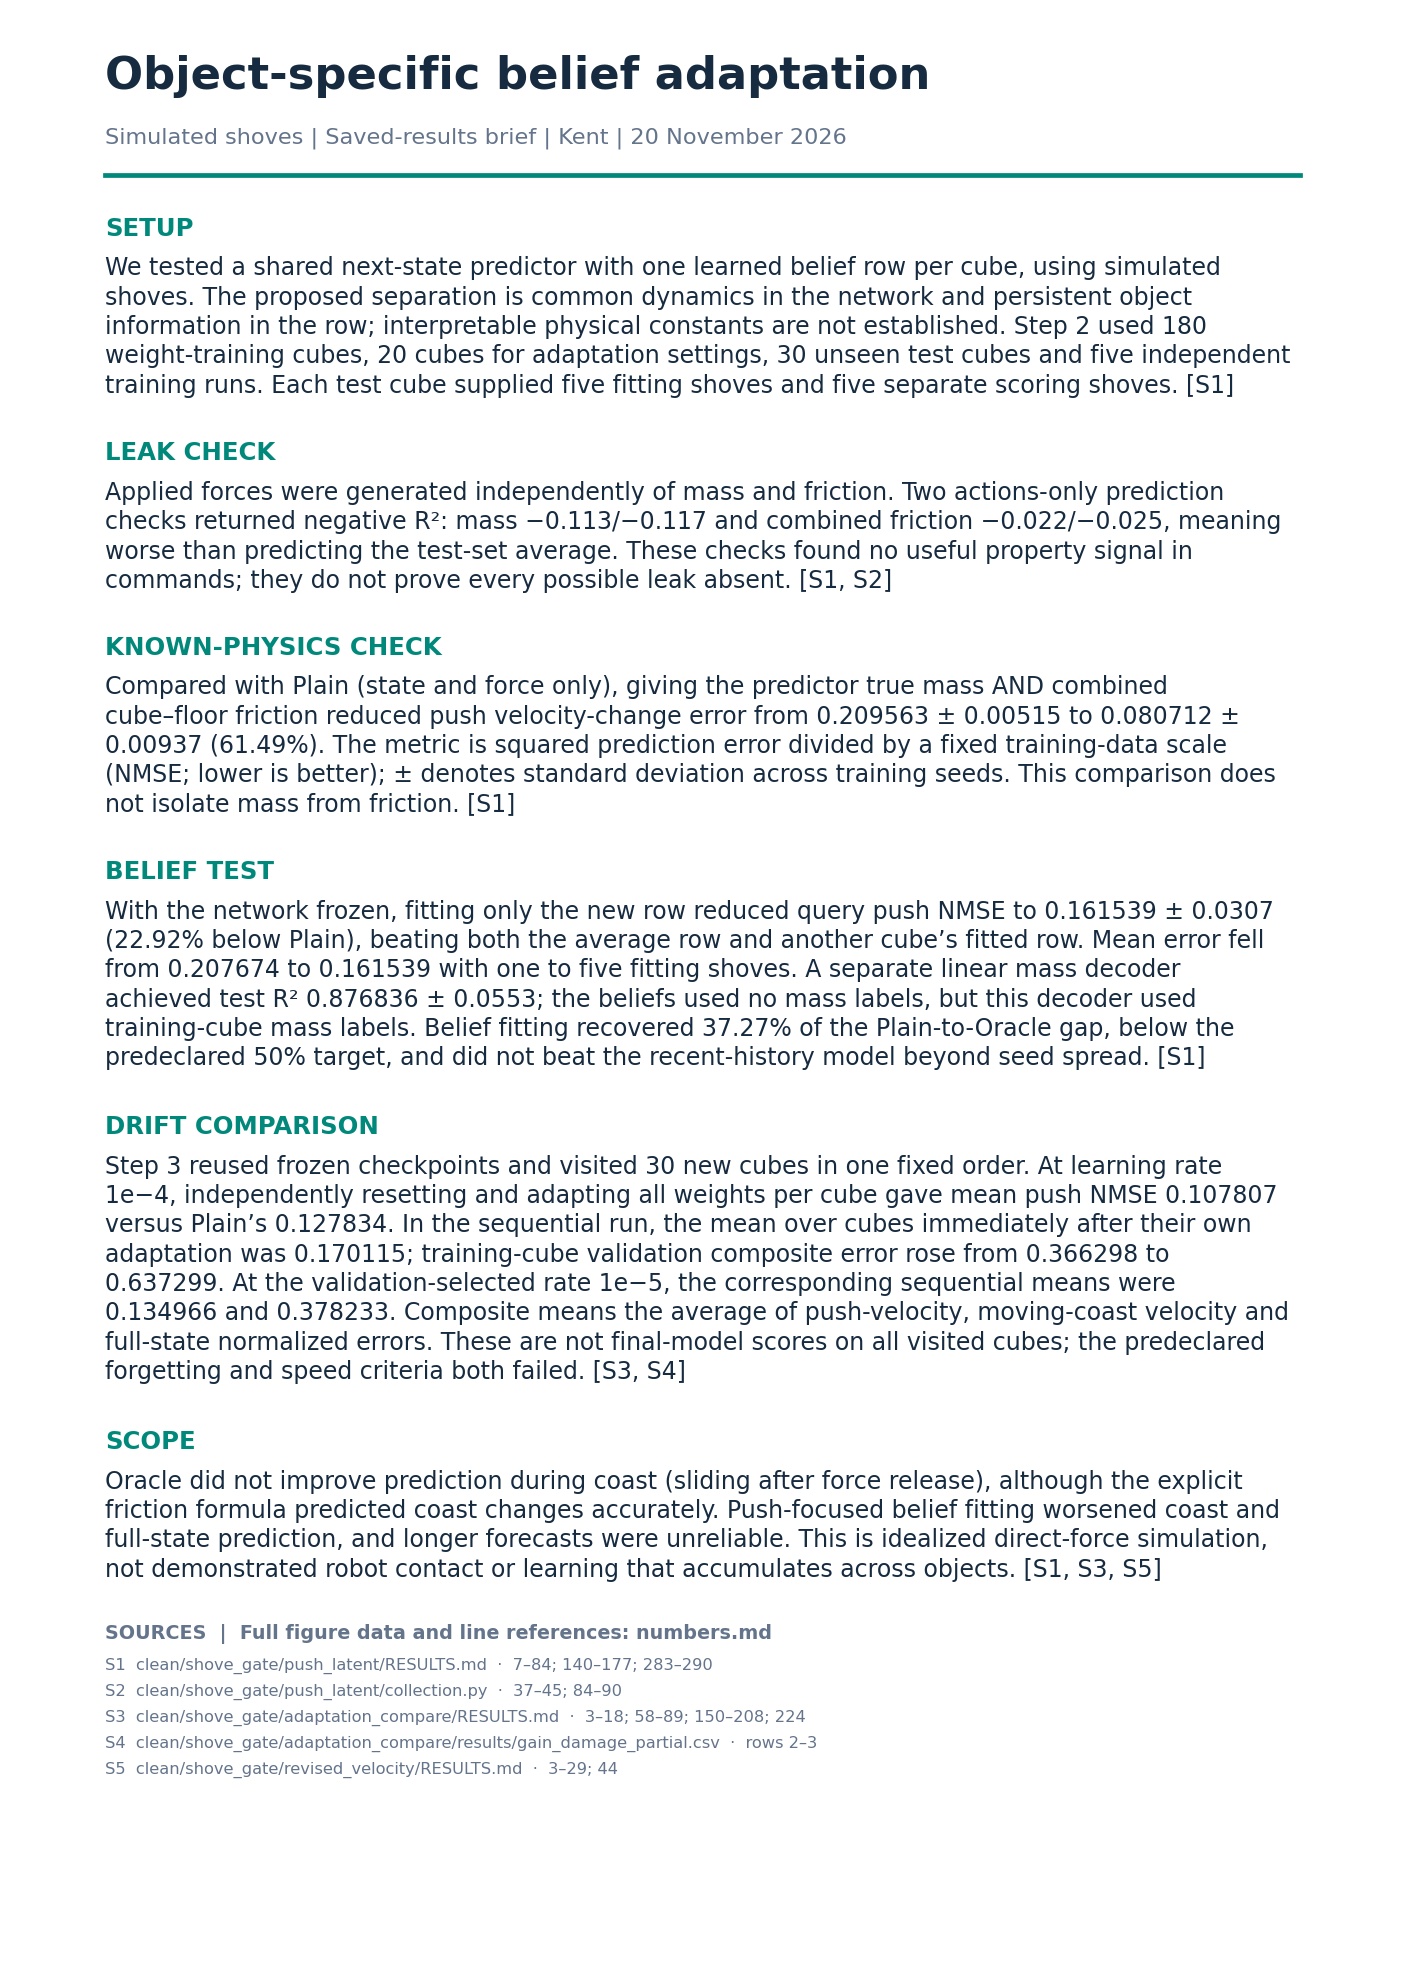 Object-specific belief adaptation
Simulated shoves | Saved-results brief | Kent | 20 November 2026
SETUP
We tested a shared next-state predictor with one learned belief row per cube, using simulated
shoves. The proposed separation is common dynamics in the network and persistent object
information in the row; interpretable physical constants are not established. Step 2 used 180
weight-training cubes, 20 cubes for adaptation settings, 30 unseen test cubes and five independent
training runs. Each test cube supplied five fitting shoves and five separate scoring shoves. [S1]
LEAK CHECK
Applied forces were generated independently of mass and friction. Two actions-only prediction
checks returned negative R²: mass −0.113/−0.117 and combined friction −0.022/−0.025, meaning
worse than predicting the test-set average. These checks found no useful property signal in
commands; they do not prove every possible leak absent. [S1, S2]
KNOWN-PHYSICS CHECK
Compared with Plain (state and force only), giving the predictor true mass AND combined
cube–floor friction reduced push velocity-change error from 0.209563 ± 0.00515 to 0.080712 ±
0.00937 (61.49%). The metric is squared prediction error divided by a fixed training-data scale
(NMSE; lower is better); ± denotes standard deviation across training seeds. This comparison does
not isolate mass from friction. [S1]
BELIEF TEST
With the network frozen, fitting only the new row reduced query push NMSE to 0.161539 ± 0.0307
(22.92% below Plain), beating both the average row and another cube’s fitted row. Mean error fell
from 0.207674 to 0.161539 with one to five fitting shoves. A separate linear mass decoder
achieved test R² 0.876836 ± 0.0553; the beliefs used no mass labels, but this decoder used
training-cube mass labels. Belief fitting recovered 37.27% of the Plain-to-Oracle gap, below the
predeclared 50% target, and did not beat the recent-history model beyond seed spread. [S1]
DRIFT COMPARISON
Step 3 reused frozen checkpoints and visited 30 new cubes in one fixed order. At learning rate
1e−4, independently resetting and adapting all weights per cube gave mean push NMSE 0.107807
versus Plain’s 0.127834. In the sequential run, the mean over cubes immediately after their own
adaptation was 0.170115; training-cube validation composite error rose from 0.366298 to
0.637299. At the validation-selected rate 1e−5, the corresponding sequential means were
0.134966 and 0.378233. Composite means the average of push-velocity, moving-coast velocity and
full-state normalized errors. These are not final-model scores on all visited cubes; the predeclared
forgetting and speed criteria both failed. [S3, S4]
SCOPE
Oracle did not improve prediction during coast (sliding after force release), although the explicit
friction formula predicted coast changes accurately. Push-focused belief fitting worsened coast and
full-state prediction, and longer forecasts were unreliable. This is idealized direct-force simulation,
not demonstrated robot contact or learning that accumulates across objects. [S1, S3, S5]
SOURCES | Full figure data and line references: numbers.md
S1 clean/shove_gate/push_latent/RESULTS.md · 7–84; 140–177; 283–290
S2 clean/shove_gate/push_latent/collection.py · 37–45; 84–90
S3 clean/shove_gate/adaptation_compare/RESULTS.md · 3–18; 58–89; 150–208; 224
S4 clean/shove_gate/adaptation_compare/results/gain_damage_partial.csv · rows 2–3
S5 clean/shove_gate/revised_velocity/RESULTS.md · 3–29; 44